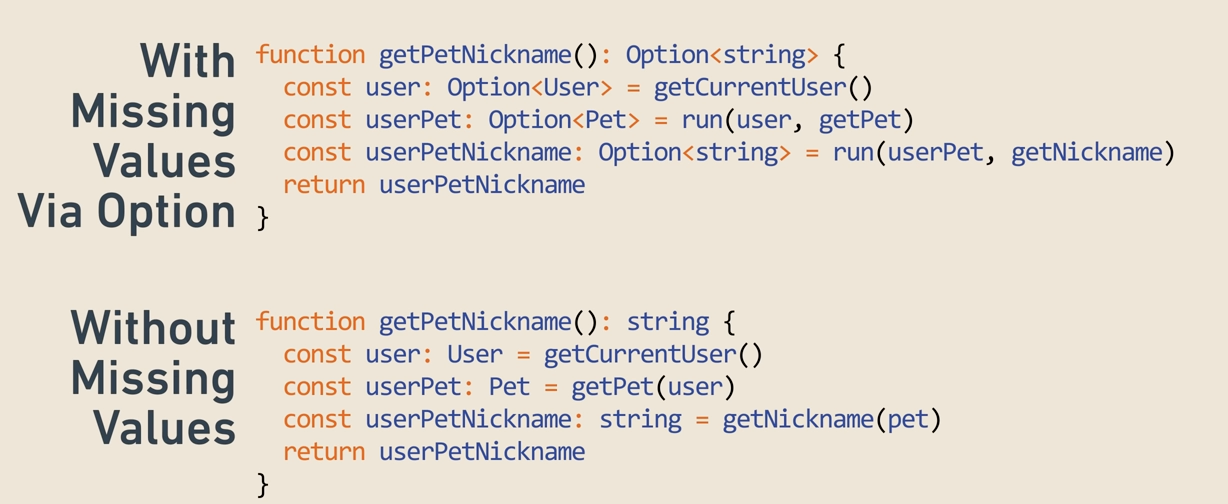 With
Missing
Values
Via Option
function getPetNickname(): Option<string> {
  const user: Option<User> = getCurrentUser()
  const userPet: Option<Pet> = run(user, getPet)
  const userPetNickname: Option<string> = run(userPet, getNickname)
  return userPetNickname
}
Without
Missing
Values
function getPetNickname(): string {
  const user: User = getCurrentUser()
  const userPet: Pet = getPet(user)
  const userPetNickname: string = getNickname(pet)
  return userPetNickname
}